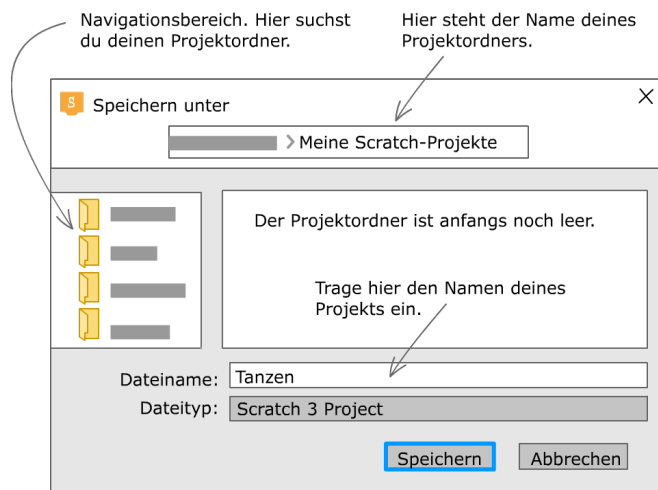 Navigationsbereich. Hier suchst
du deinen Projektordner.
Hier steht der Name deines
Projektordners.
S Speichern unter
Meine Scratch-Projekte
Der Projektordner ist anfangs noch leer.
Trage hier den Namen deines
Projekts ein.
Dateiname: Tanzen
Dateityp: Scratch 3 Project
Speichern Abbrechen